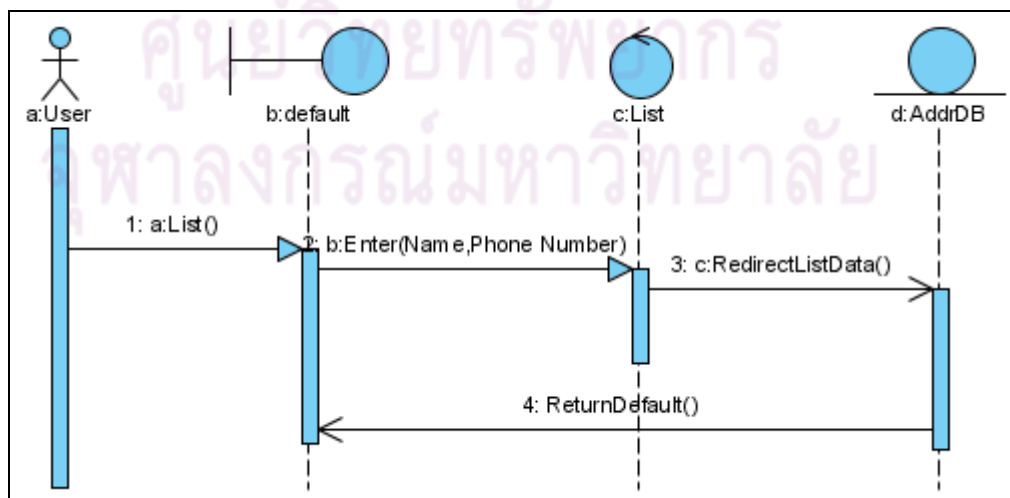 ศูนย์วิทยทรัพยากร
a:User
b:default
c:List
d:AddrDB
จุฬาลงกรณ์มหาวิทยาลัย
1: a:List()
2: b:Enter(Name,Phone Number)
3: c:RedirectListData()
4: ReturnDefault()